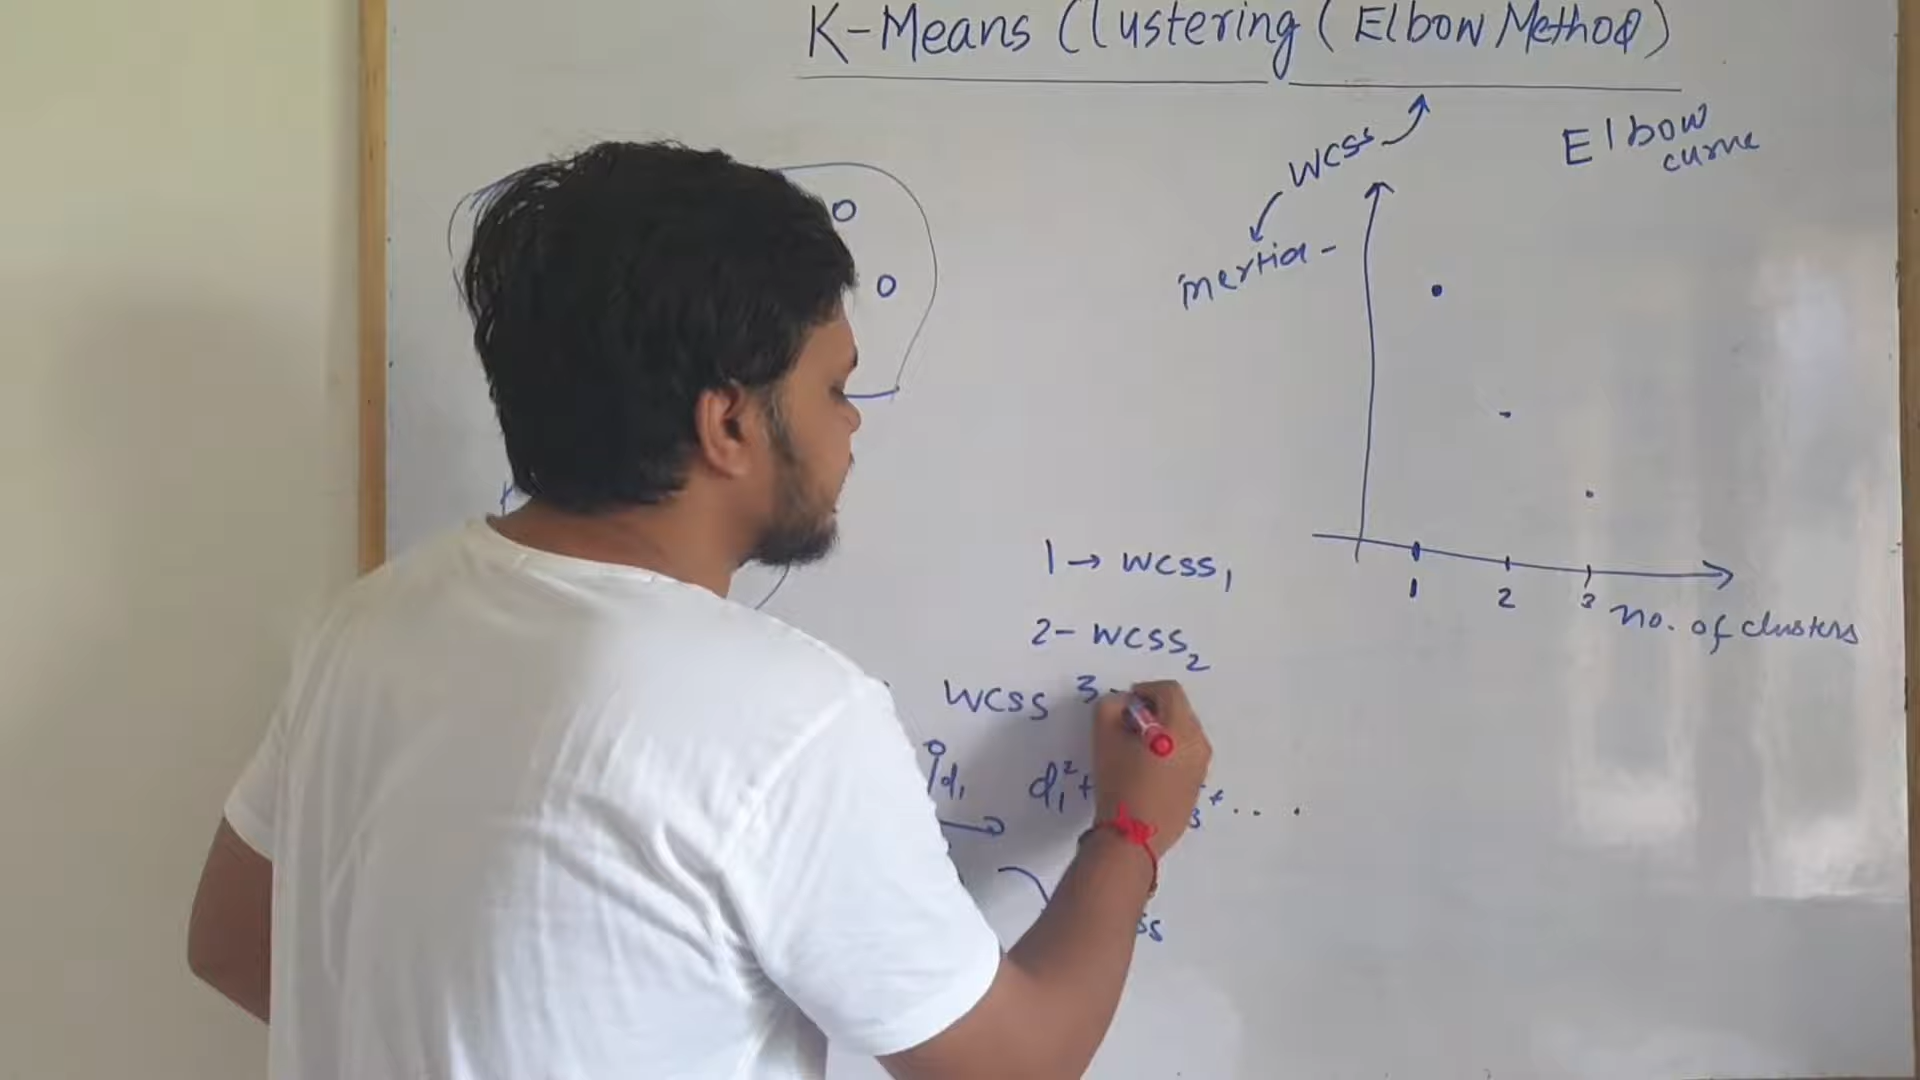 K-Means Clustering (Elbow Method)
WCSS
Elbow
curve
inertia -
1 → WCSS1
2 - WCSS2
WCSS 3 -
d1
d1² +
3 + . . . .
1
2
3
no. of clusters